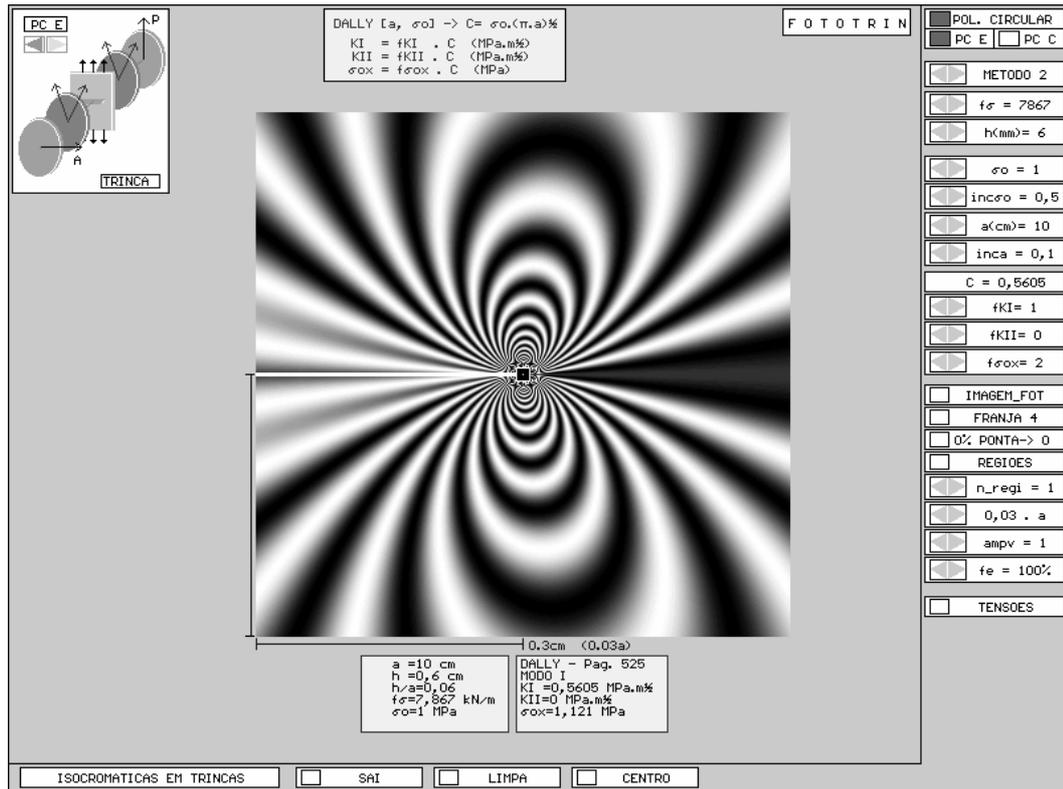 PC E
P
A
TRINCA
DALLY [a, σo] -> C= σo.(π.a)½
KI = fKI . C (MPa.m½)
KII = fKII . C (MPa.m½)
σox = fσox . C (MPa)
F O T O T R I N
POL. CIRCULAR
PC E PC C
METODO 2
fσ = 7867
h(mm)= 6
σo = 1
incσo = 0,5
a(cm)= 10
inca = 0,1
C = 0,5605
fKI= 1
fKII= 0
fσox= 2
IMAGEM_FOT
FRANJA 4
0% PONTA-> 0
REGIOES
n_regi = 1
0,03 . a
ampv = 1
fe = 100%
TENSOES
0.3cm (0.03a)
a =10 cm
h =0,6 cm
h/a=0,06
fσ=7,867 kN/m
σo=1 MPa
DALLY - Pag. 525
MODO I
KI =0,5605 MPa.m½
KII=0 MPa.m½
σox=1,121 MPa
ISOCROMATICAS EM TRINCAS
SAI
LIMPA
CENTRO